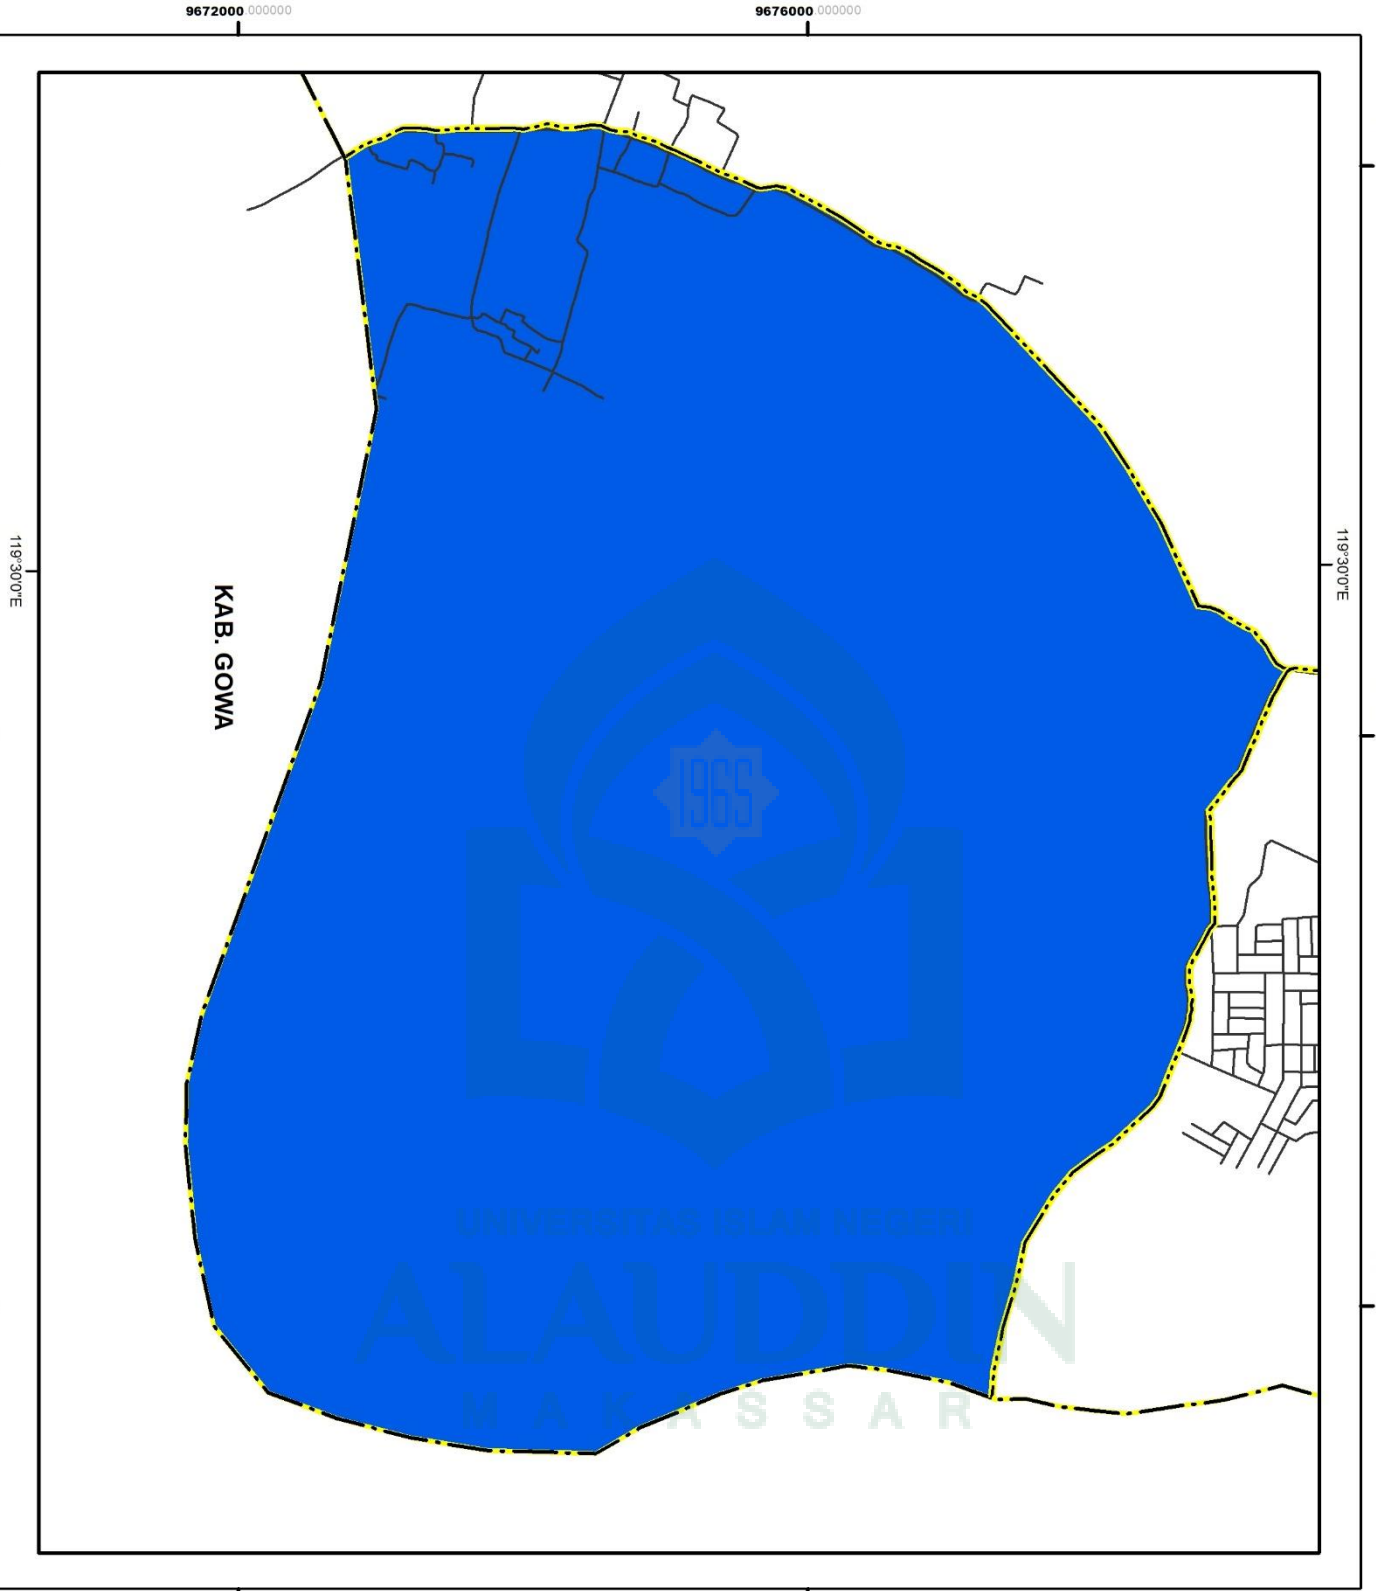 9672000.000000
9676000.000000
119°30'0"E
119°30'0"E
KAB. GOWA
1965
UNIVERSITAS ISLAM NEGERI
ALAUDDIN
MAKASSAR